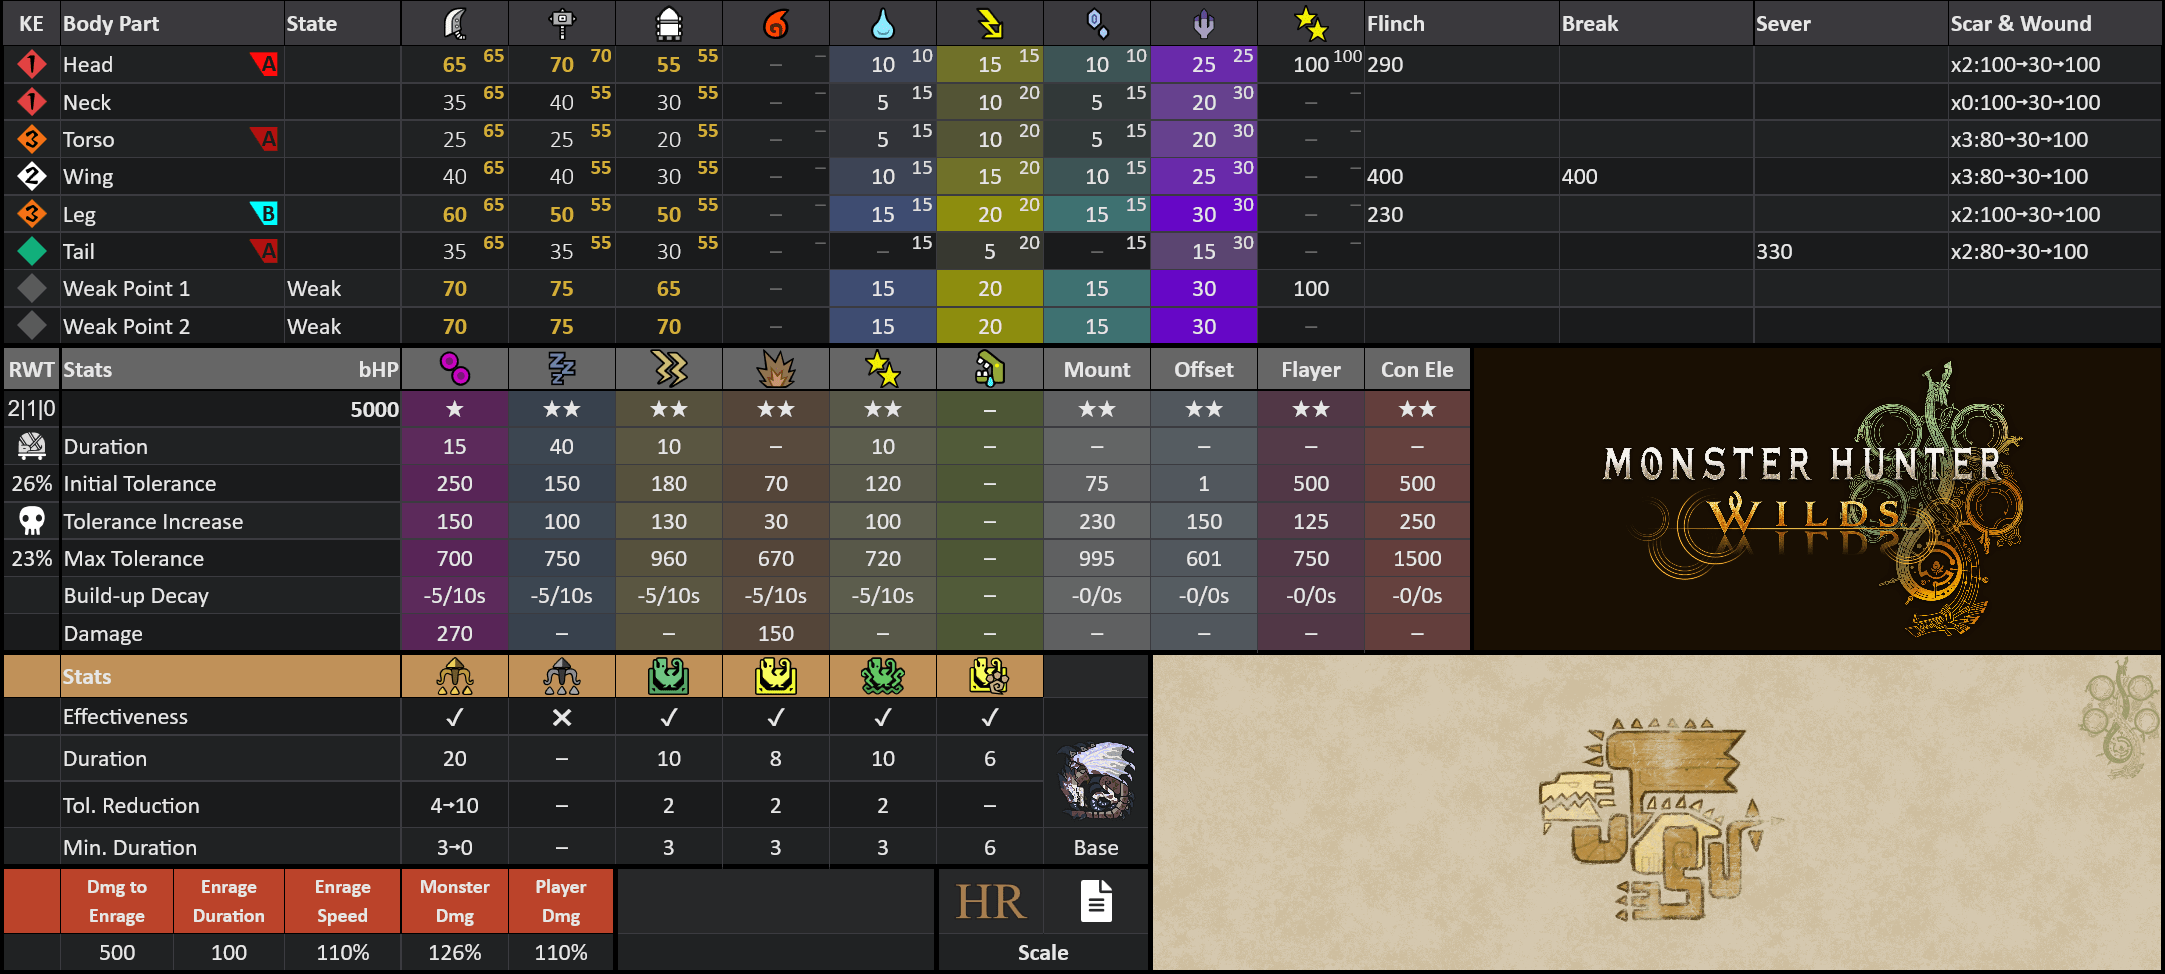 KE Body Part State Flinch Break Sever Scar & Wound
1 Head A 65 65 70 70 55 55 – – 10 10 15 15 10 10 25 25 100 100 290 x2:100→30→100
1 Neck 35 65 40 55 30 55 – – 5 15 10 20 5 15 20 30 – – x0:100→30→100
3 Torso A 25 65 25 55 20 55 – – 5 15 10 20 5 15 20 30 – – x3:80→30→100
2 Wing 40 65 40 55 30 55 – – 10 15 15 20 10 15 25 30 – – 400 400 x3:80→30→100
3 Leg B 60 65 50 55 50 55 – – 15 15 20 20 15 15 30 30 – – 230 x2:100→30→100
Tail A 35 65 35 55 30 55 – – – 15 5 20 – 15 15 30 – – 330 x2:80→30→100
Weak Point 1 Weak 70 75 65 – 15 20 15 30 100
Weak Point 2 Weak 70 75 70 – 15 20 15 30 –
RWT Stats bHP Mount Offset Flayer Con Ele
2|1|0 5000 ★ ★★ ★★ ★★ ★★ – ★★ ★★ ★★ ★★
Duration 15 40 10 – 10 – – – – –
26% Initial Tolerance 250 150 180 70 120 – 75 1 500 500
Tolerance Increase 150 100 130 30 100 – 230 150 125 250
23% Max Tolerance 700 750 960 670 720 – 995 601 750 1500
Build-up Decay -5/10s -5/10s -5/10s -5/10s -5/10s – -0/0s -0/0s -0/0s -0/0s
Damage 270 – – 150 – – – – – –
MONSTER HUNTER
WILDS
Stats
Effectiveness ✓ ✕ ✓ ✓ ✓ ✓
Duration 20 – 10 8 10 6
Tol. Reduction 4→10 – 2 2 2 –
Min. Duration 3→0 – 3 3 3 6 Base
Dmg to Enrage Enrage Duration Enrage Speed Monster Dmg Player Dmg HR
500 100 110% 126% 110% Scale